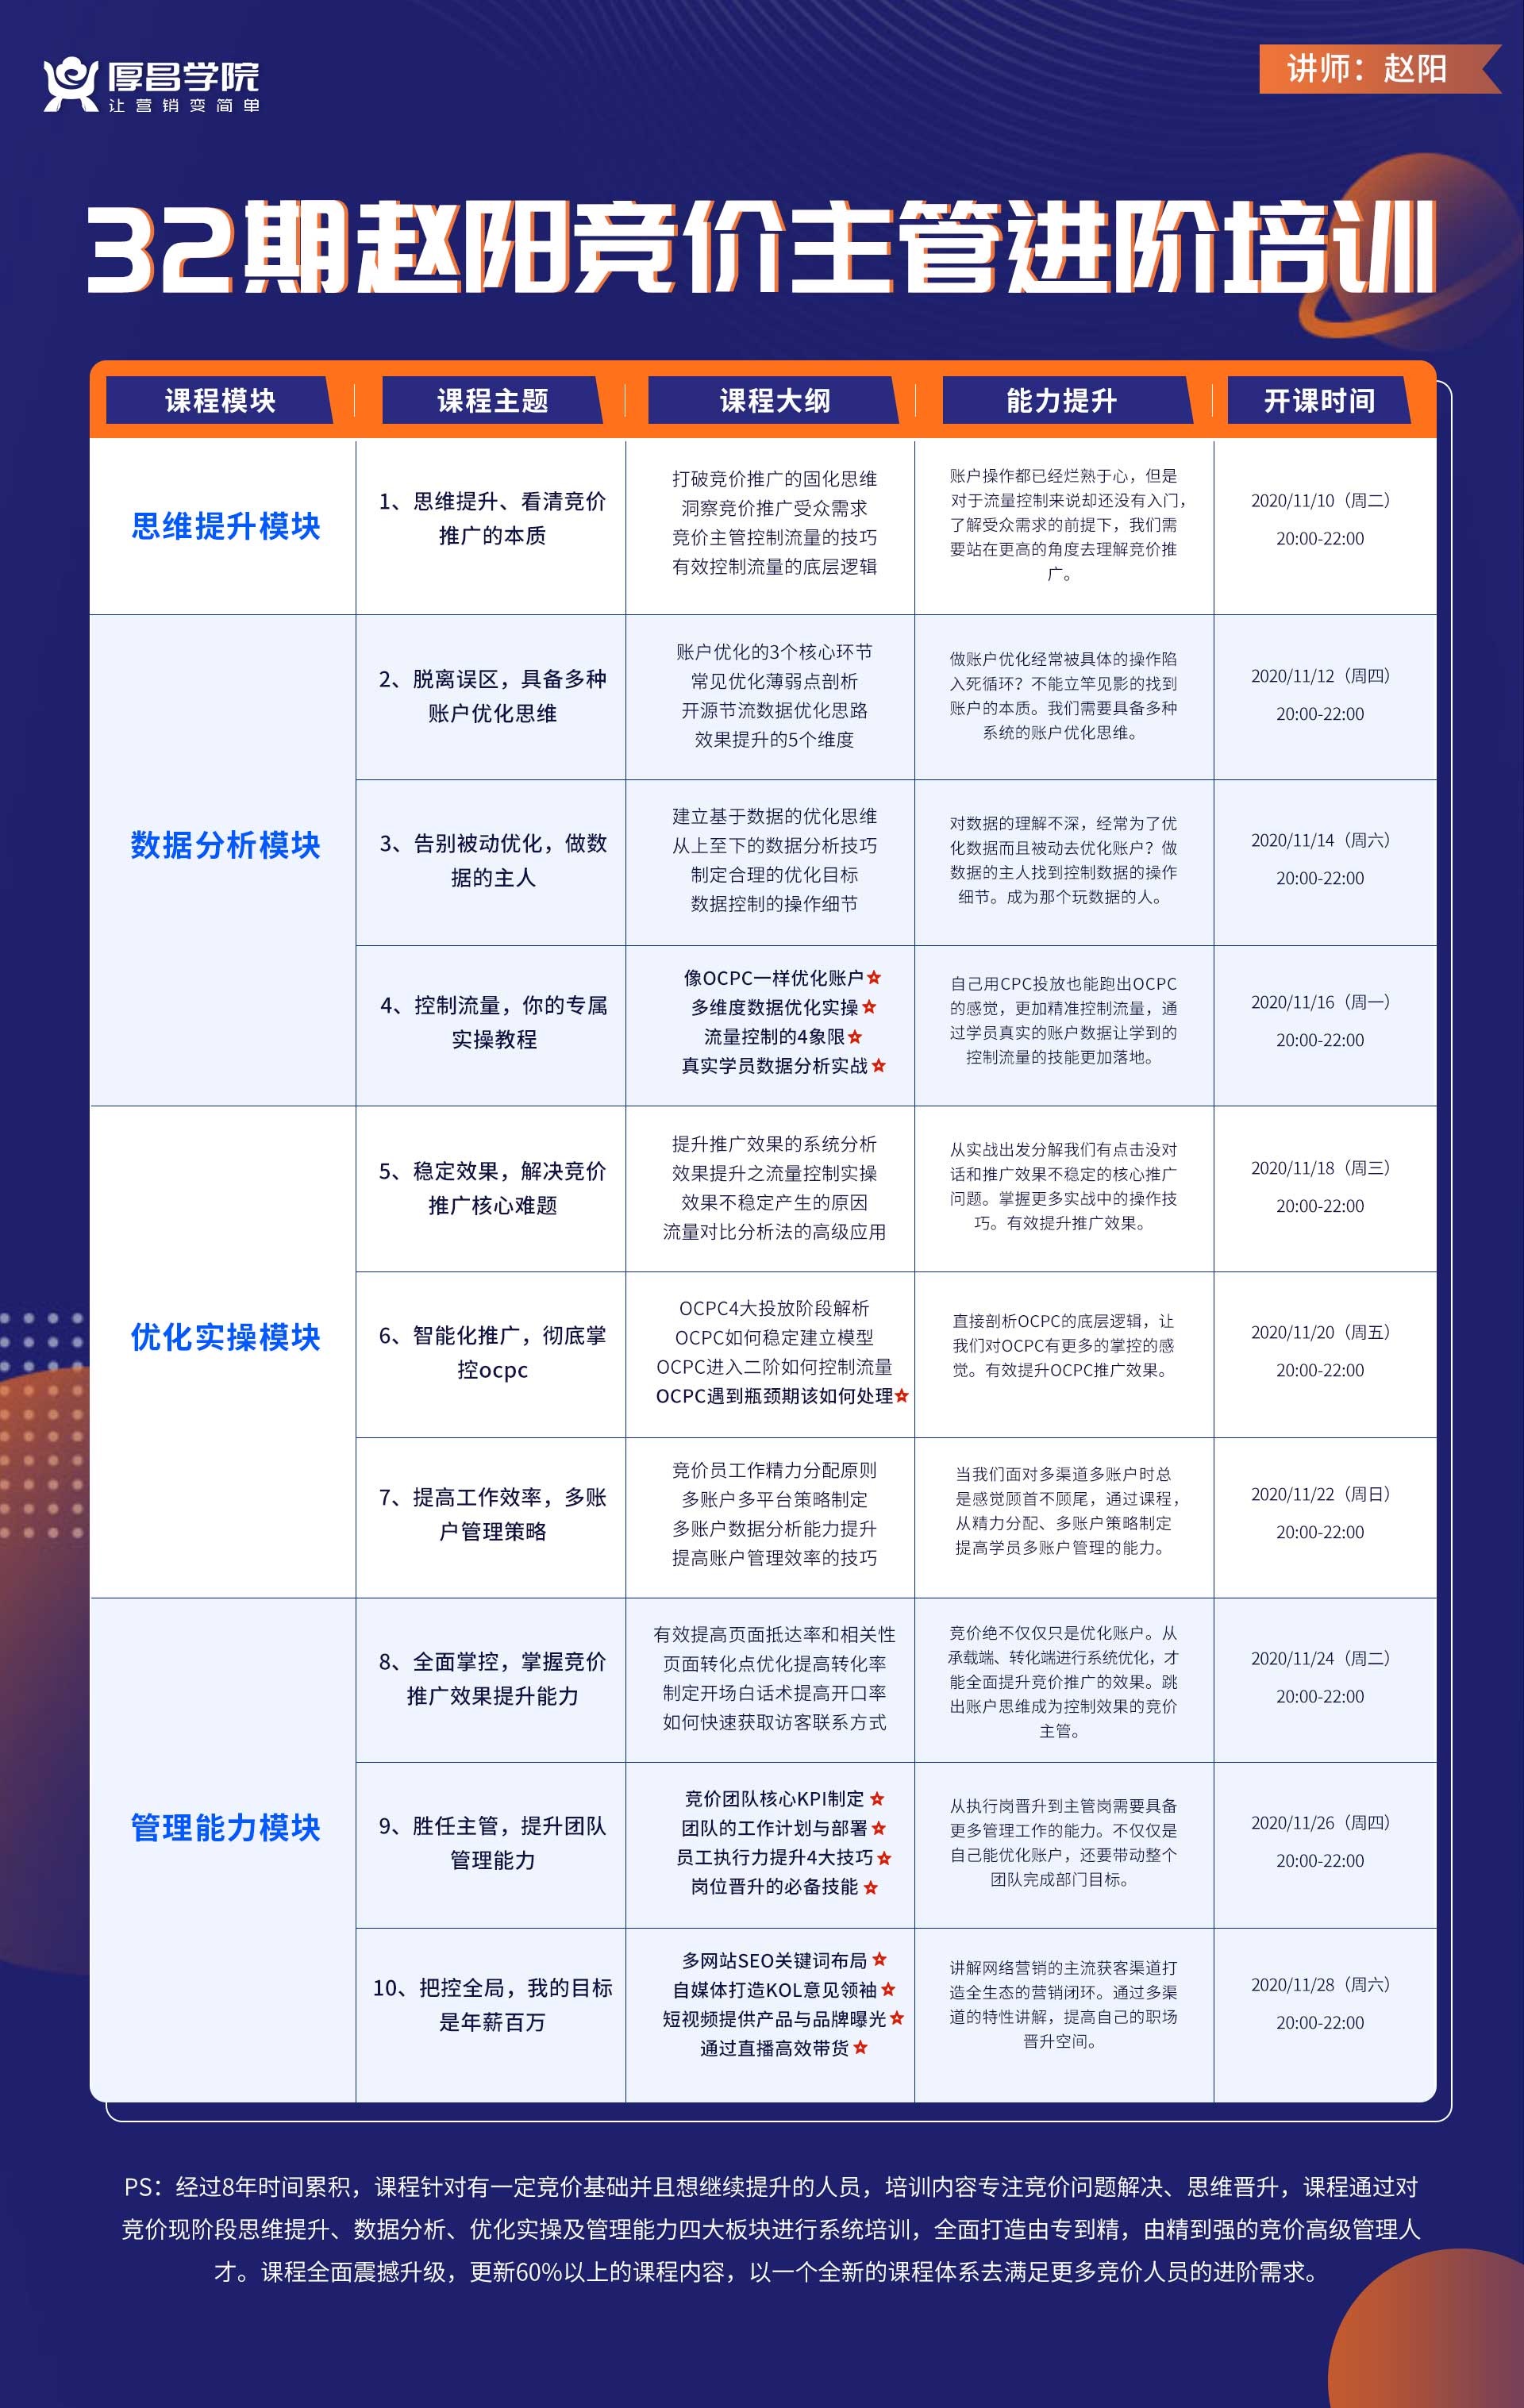 厚昌学院
让营销变简单
讲师：赵阳
32期赵阳竞价主管进阶培训
课程模块
课程主题
课程大纲
能力提升
开课时间
思维提升模块
1、思维提升、看清竞价
推广的本质
打破竞价推广的固化思维
洞察竞价推广受众需求
竞价主管控制流量的技巧
有效控制流量的底层逻辑
账户操作都已经烂熟于心，但是
对于流量控制来说却还没有入门，
了解受众需求的前提下，我们需
要站在更高的角度去理解竞价推
广。
2020/11/10（周二）
20:00-22:00
数据分析模块
2、脱离误区，具备多种
账户优化思维
账户优化的3个核心环节
常见优化薄弱点剖析
开源节流数据优化思路
效果提升的5个维度
做账户优化经常被具体的操作陷
入死循环？不能立竿见影的找到
账户的本质。我们需要具备多种
系统的账户优化思维。
2020/11/12（周四）
20:00-22:00
3、告别被动优化，做数
据的主人
建立基于数据的优化思维
从上至下的数据分析技巧
制定合理的优化目标
数据控制的操作细节
对数据的理解不深，经常为了优
化数据而且被动去优化账户？做
数据的主人找到控制数据的操作
细节。成为那个玩数据的人。
2020/11/14（周六）
20:00-22:00
4、控制流量，你的专属
实操教程
像OCPC一样优化账户
多维度数据优化实操
流量控制的4象限
真实学员数据分析实战
自己用CPC投放也能跑出OCPC
的感觉，更加精准控制流量，通
过学员真实的账户数据让学到的
控制流量的技能更加落地。
2020/11/16（周一）
20:00-22:00
优化实操模块
5、稳定效果，解决竞价
推广核心难题
提升推广效果的系统分析
效果提升之流量控制实操
效果不稳定产生的原因
流量对比分析法的高级应用
从实战出发分解我们有点击没对
话和推广效果不稳定的核心推广
问题。掌握更多实战中的操作技
巧。有效提升推广效果。
2020/11/18（周三）
20:00-22:00
6、智能化推广，彻底掌
控ocpc
OCPC4大投放阶段解析
OCPC如何稳定建立模型
OCPC进入二阶如何控制流量
OCPC遇到瓶颈期该如何处理
直接剖析OCPC的底层逻辑，让
我们对OCPC有更多的掌控的感
觉。有效提升OCPC推广效果。
2020/11/20（周五）
20:00-22:00
7、提高工作效率，多账
户管理策略
竞价员工作精力分配原则
多账户多平台策略制定
多账户数据分析能力提升
提高账户管理效率的技巧
当我们面对多渠道多账户时总
是感觉顾首不顾尾，通过课程，
从精力分配、多账户策略制定
提高学员多账户管理的能力。
2020/11/22（周日）
20:00-22:00
管理能力模块
8、全面掌控，掌握竞价
推广效果提升能力
有效提高页面抵达率和相关性
页面转化点优化提高转化率
制定开场白话术提高开口率
如何快速获取访客联系方式
竞价绝不仅仅只是优化账户。从
承载端、转化端进行系统优化，才
能全面提升竞价推广的效果。跳
出账户思维成为控制效果的竞价
主管。
2020/11/24（周二）
20:00-22:00
9、胜任主管，提升团队
管理能力
竞价团队核心KPI制定
团队的工作计划与部署
员工执行力提升4大技巧
岗位晋升的必备技能
从执行岗晋升到主管岗需要具备
更多管理工作的能力。不仅仅是
自己能优化账户，还要带动整个
团队完成部门目标。
2020/11/26（周四）
20:00-22:00
10、把控全局，我的目标
是年薪百万
多网站SEO关键词布局
自媒体打造KOL意见领袖
短视频提供产品与品牌曝光
通过直播高效带货
讲解网络营销的主流获客渠道打
造全生态的营销闭环。通过多渠
道的特性讲解，提高自己的职场
晋升空间。
2020/11/28（周六）
20:00-22:00
PS：经过8年时间累积，课程针对有一定竞价基础并且想继续提升的人员，培训内容专注竞价问题解决、思维晋升，课程通过对
竞价现阶段思维提升、数据分析、优化实操及管理能力四大板块进行系统培训，全面打造由专到精，由精到强的竞价高级管理人
才。课程全面震撼升级，更新60%以上的课程内容，以一个全新的课程体系去满足更多竞价人员的进阶需求。